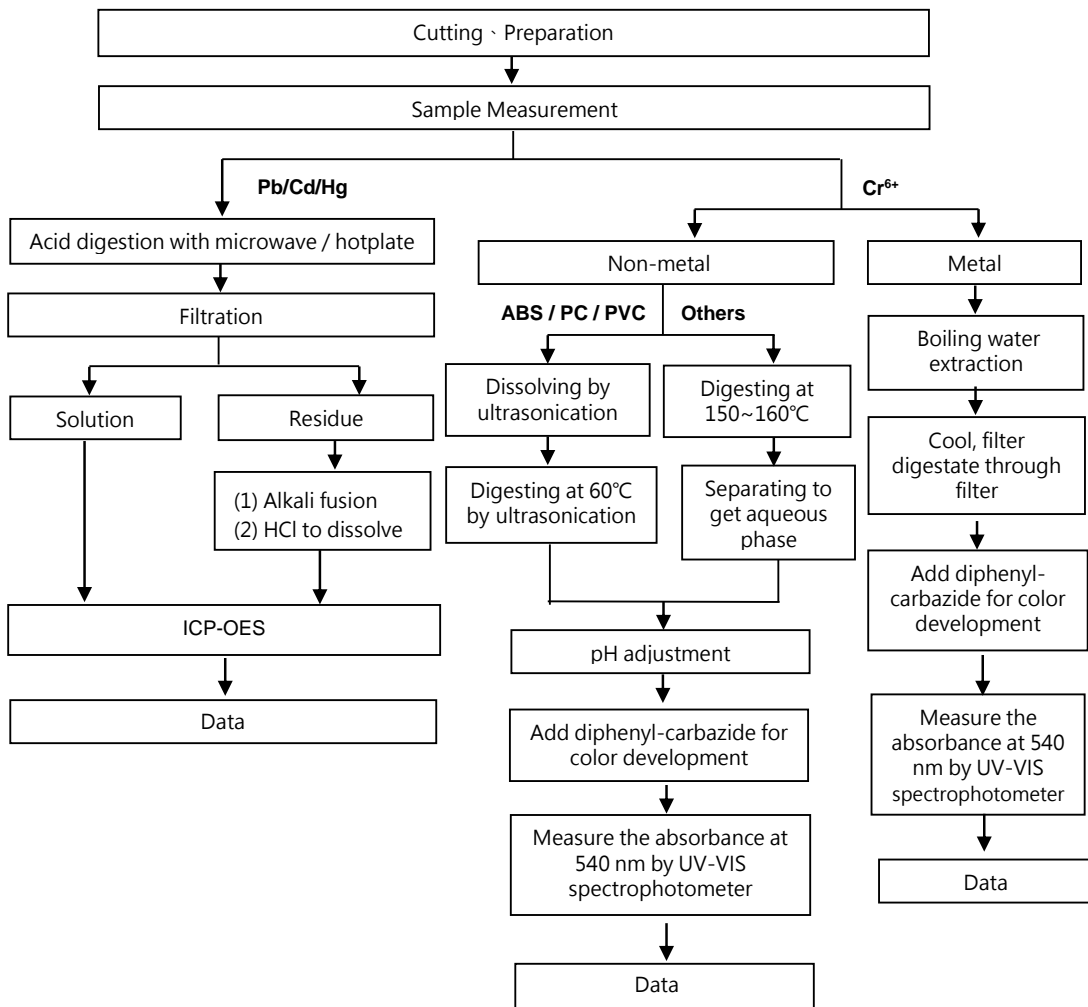 Cutting、Preparation
Sample Measurement
Pb/Cd/Hg
Cr⁶⁺
Acid digestion with microwave / hotplate
Filtration
Solution
Residue
(1) Alkali fusion
(2) HCl to dissolve
ICP-OES
Data
Non-metal
ABS / PC / PVC
Others
Dissolving by
ultrasonication
Digesting at 60℃
by ultrasonication
Digesting at
150~160℃
Separating to
get aqueous
phase
pH adjustment
Add diphenyl-carbazide for
color development
Measure the absorbance at
540 nm by UV-VIS
spectrophotometer
Data
Metal
Boiling water
extraction
Cool, filter
digestate through
filter
Add diphenyl-
carbazide for color
development
Measure the
absorbance at 540
nm by UV-VIS
spectrophotometer
Data